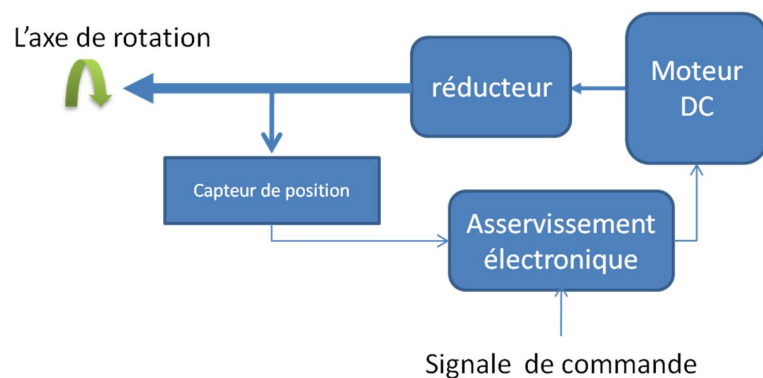 L'axe de rotation
réducteur
Moteur
DC
Capteur de position
Asservissement
électronique
Signale de commande